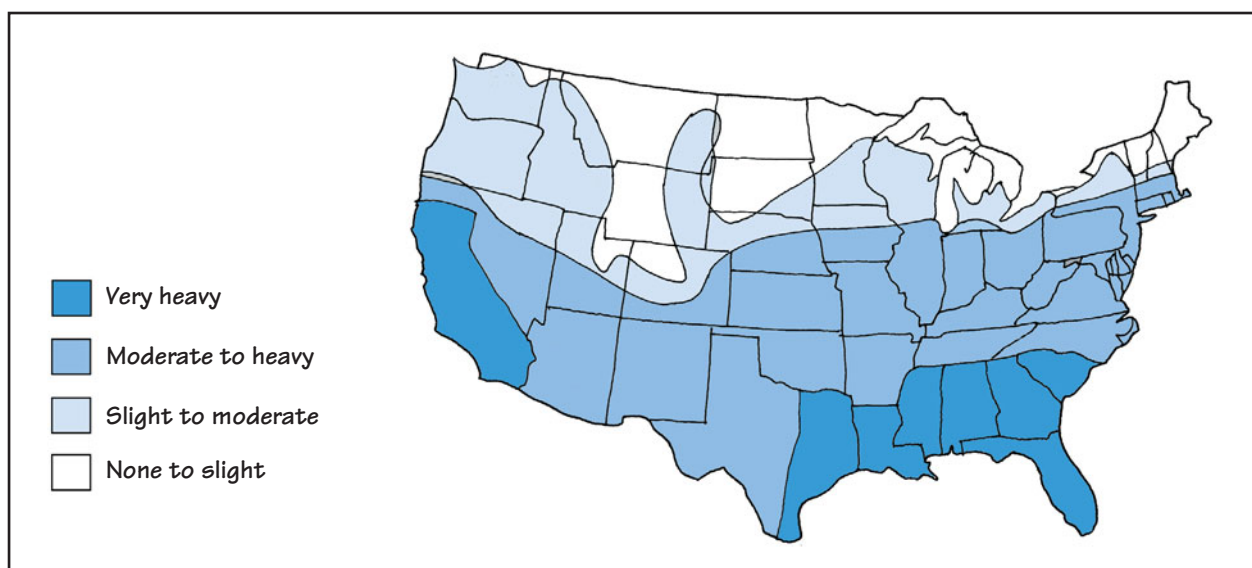 Very heavy
Moderate to heavy
Slight to moderate
None to slight